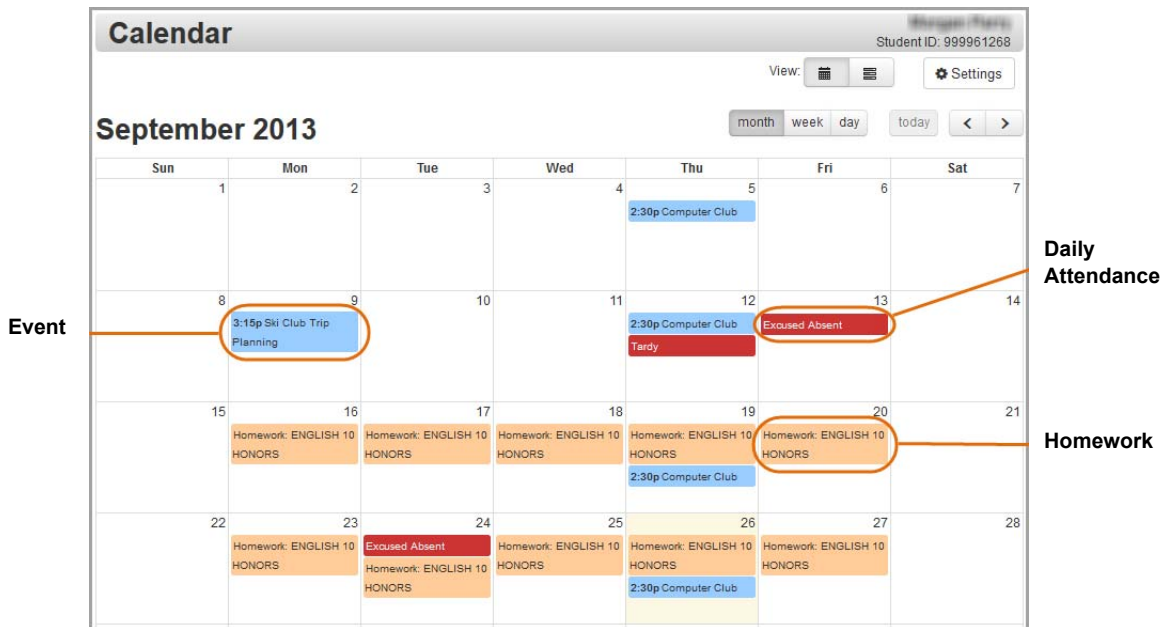 Calendar
Student ID: 999961268
View:
Settings
September 2013
month week day today < >
Sun Mon Tue Wed Thu Fri Sat
1 2 3 4 5 6 7
2:30p Computer Club
Daily
Attendance
8 9 10 11 12 13 14
Event
3:15p Ski Club Trip
Planning
2:30p Computer Club
Tardy
Excused Absent
15 16 17 18 19 20 21
Homework: ENGLISH 10
HONORS
Homework: ENGLISH 10
HONORS
Homework: ENGLISH 10
HONORS
Homework: ENGLISH 10
HONORS
2:30p Computer Club
Homework: ENGLISH 10
HONORS
Homework
22 23 24 25 26 27 28
Homework: ENGLISH 10
HONORS
Excused Absent
Homework: ENGLISH 10
HONORS
Homework: ENGLISH 10
HONORS
Homework: ENGLISH 10
HONORS
2:30p Computer Club
Homework: ENGLISH 10
HONORS